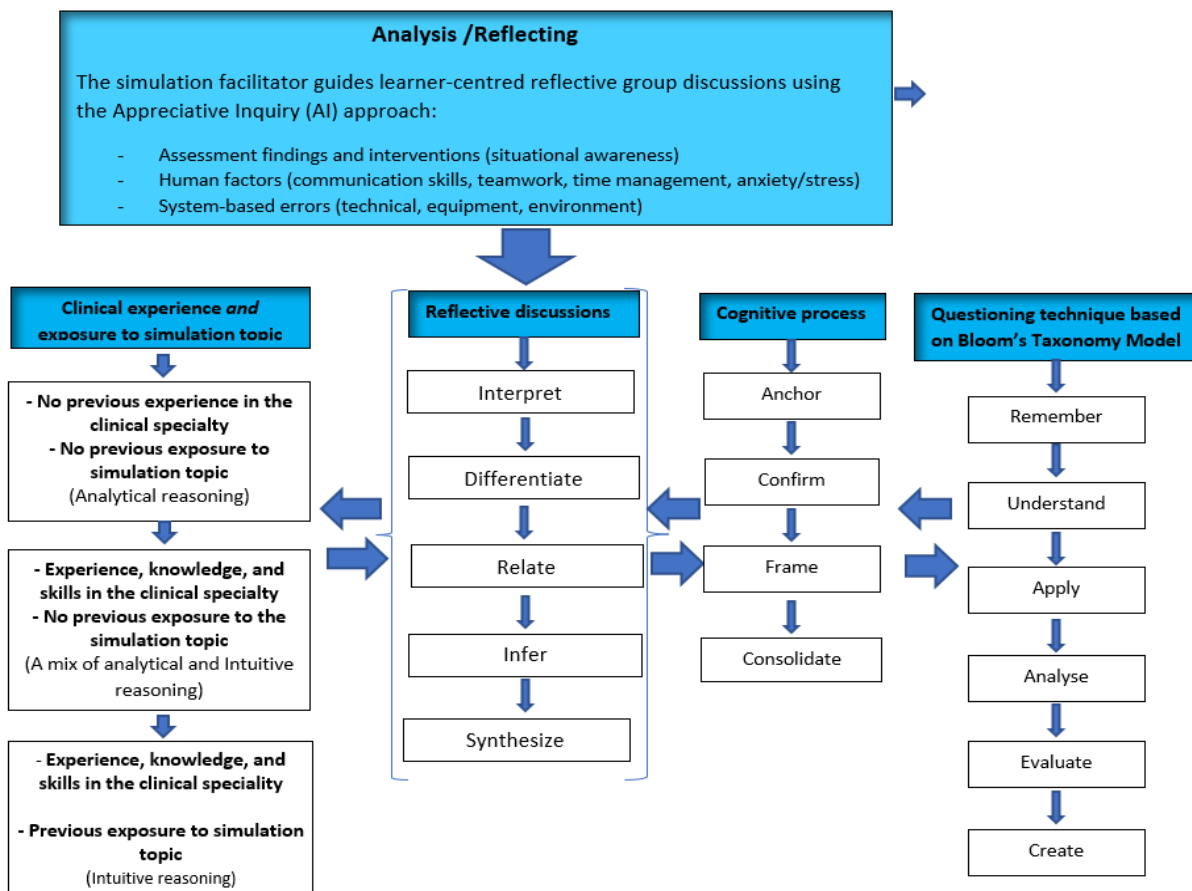 Analysis /Reflecting
The simulation facilitator guides learner-centred reflective group discussions using
the Appreciative Inquiry (AI) approach:
- Assessment findings and interventions (situational awareness)
- Human factors (communication skills, teamwork, time management, anxiety/stress)
- System-based errors (technical, equipment, environment)
Clinical experience and
exposure to simulation topic
- No previous experience in the
clinical specialty
- No previous exposure to
simulation topic
(Analytical reasoning)
- Experience, knowledge, and
skills in the clinical specialty
- No previous exposure to the
simulation topic
(A mix of analytical and Intuitive
reasoning)
- Experience, knowledge, and
skills in the clinical speciality
- Previous exposure to simulation
topic
(Intuitive reasoning)
Reflective discussions
Interpret
Differentiate
Relate
Infer
Synthesize
Cognitive process
Anchor
Confirm
Frame
Consolidate
Questioning technique based
on Bloom's Taxonomy Model
Remember
Understand
Apply
Analyse
Evaluate
Create